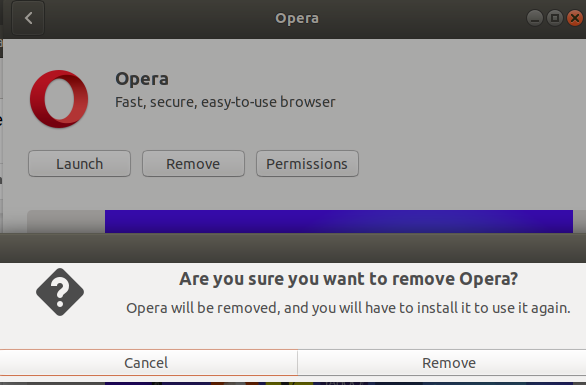 Opera
Opera
Fast, secure, easy-to-use browser
Launch Remove Permissions
Are you sure you want to remove Opera?
Opera will be removed, and you will have to install it to use it again.
Cancel Remove